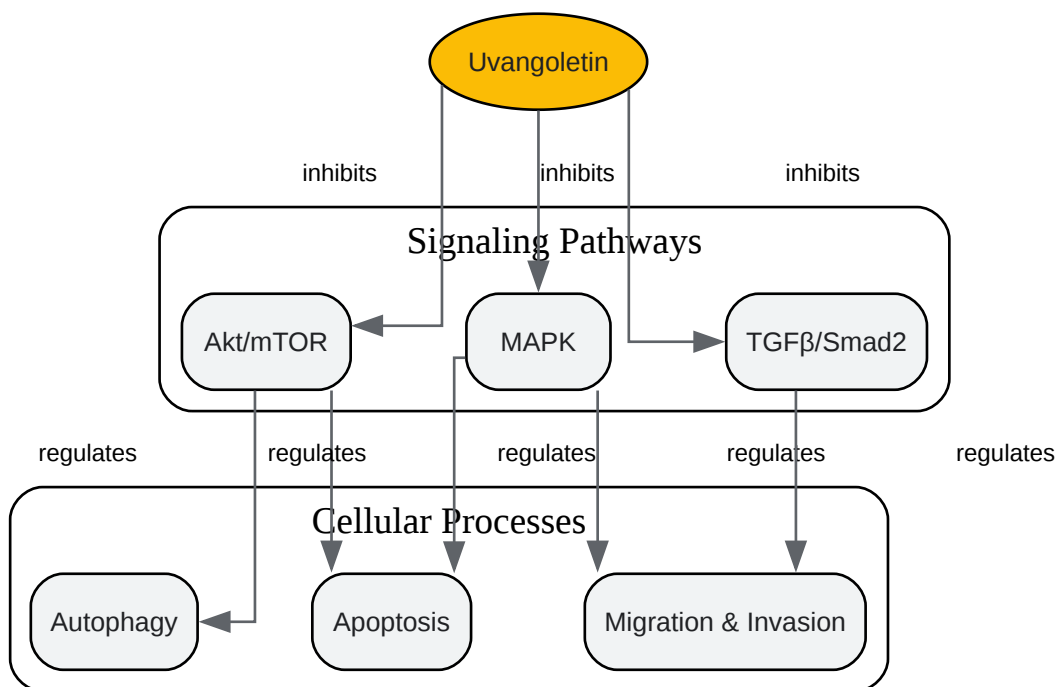 Uvangoletin
inhibits inhibits inhibits
Signaling Pathways
Akt/mTOR MAPK TGFβ/Smad2
regulates regulates regulates regulates regulates
Cellular Processes
Autophagy Apoptosis Migration & Invasion